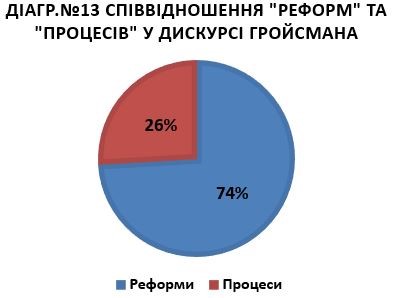 ДІАГР.№13 СПІВВІДНОШЕННЯ "РЕФОРМ" ТА
"ПРОЦЕСІВ" У ДИСКУРСІ ГРОЙСМАНА
26%
74%
Реформи Процеси